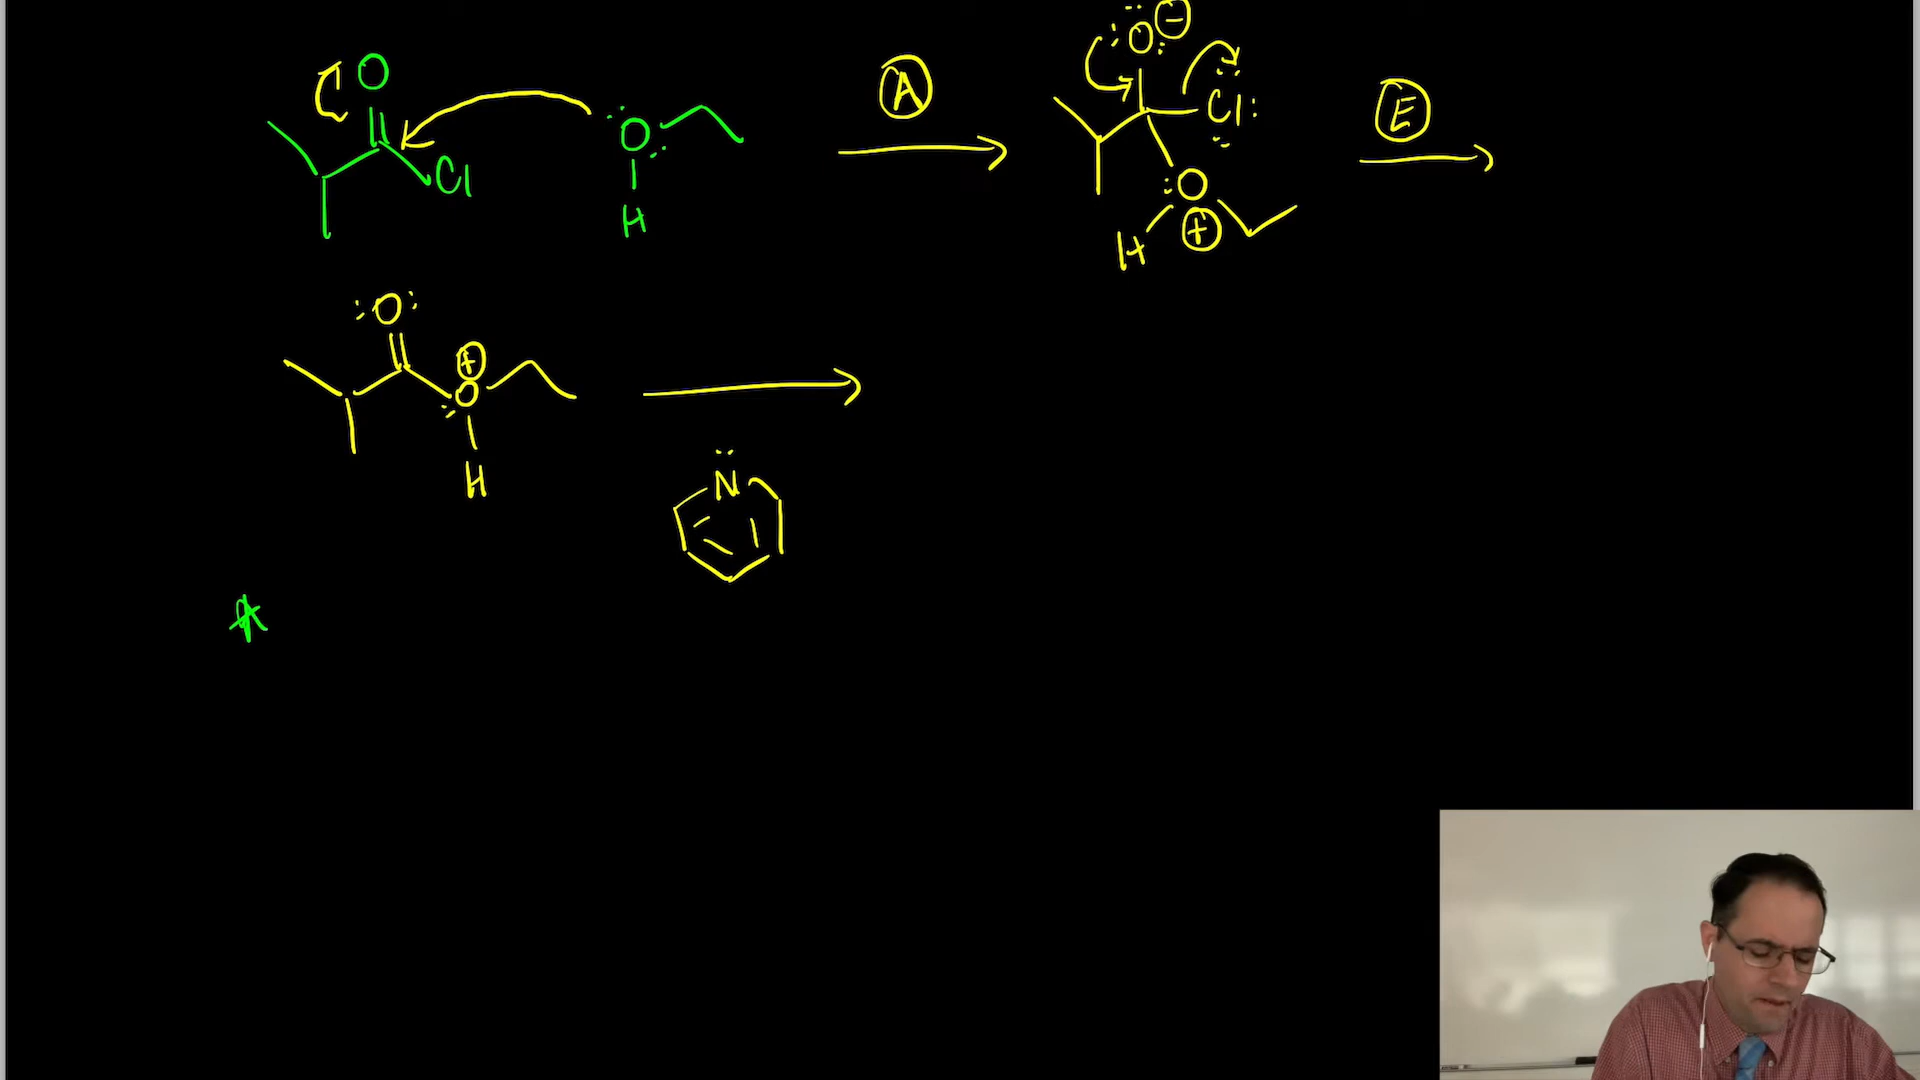 O Cl
:Ö: H
A
:Ö: ⊖ Cl: :O ⊕ H
E
:O: ⊕ :O H
N̈